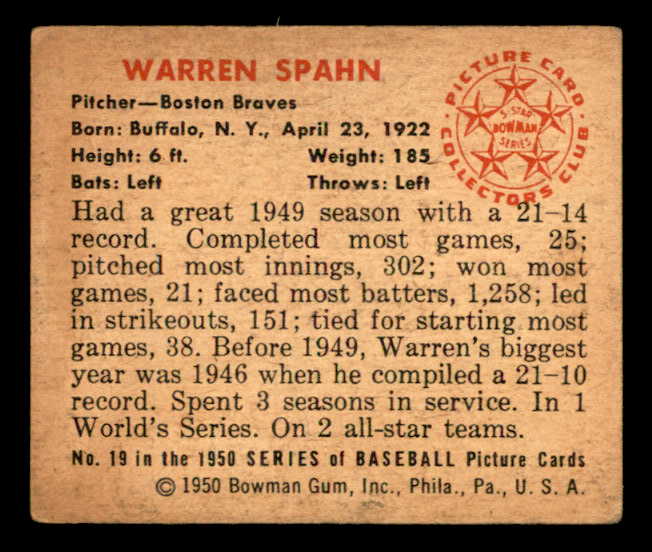 WARREN SPAHN
Pitcher—Boston Braves
Born: Buffalo, N. Y., April 23, 1922
Height: 6 ft. Weight: 185
Bats: Left Throws: Left
PICTURE CARD
COLLECTORS CLUB
5-STAR
BOWMAN
SERIES
Had a great 1949 season with a 21-14
record. Completed most games, 25;
pitched most innings, 302; won most
games, 21; faced most batters, 1,258; led
in strikeouts, 151; tied for starting most
games, 38. Before 1949, Warren's biggest
year was 1946 when he compiled a 21-10
record. Spent 3 seasons in service. In 1
World's Series. On 2 all-star teams.
No. 19 in the 1950 SERIES of BASEBALL Picture Cards
© 1950 Bowman Gum, Inc., Phila., Pa., U. S. A.